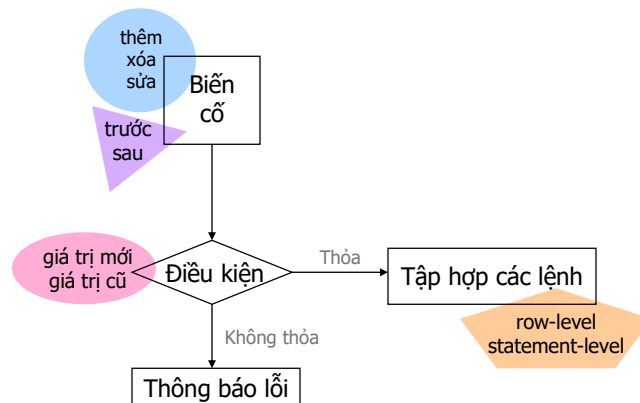 thêm
xóa
sửa
Biến
cố
trước
sau
giá trị mới
giá trị cũ
Điều kiện
Thỏa
Tập hợp các lệnh
row-level
statement-level
Không thỏa
Thông báo lỗi